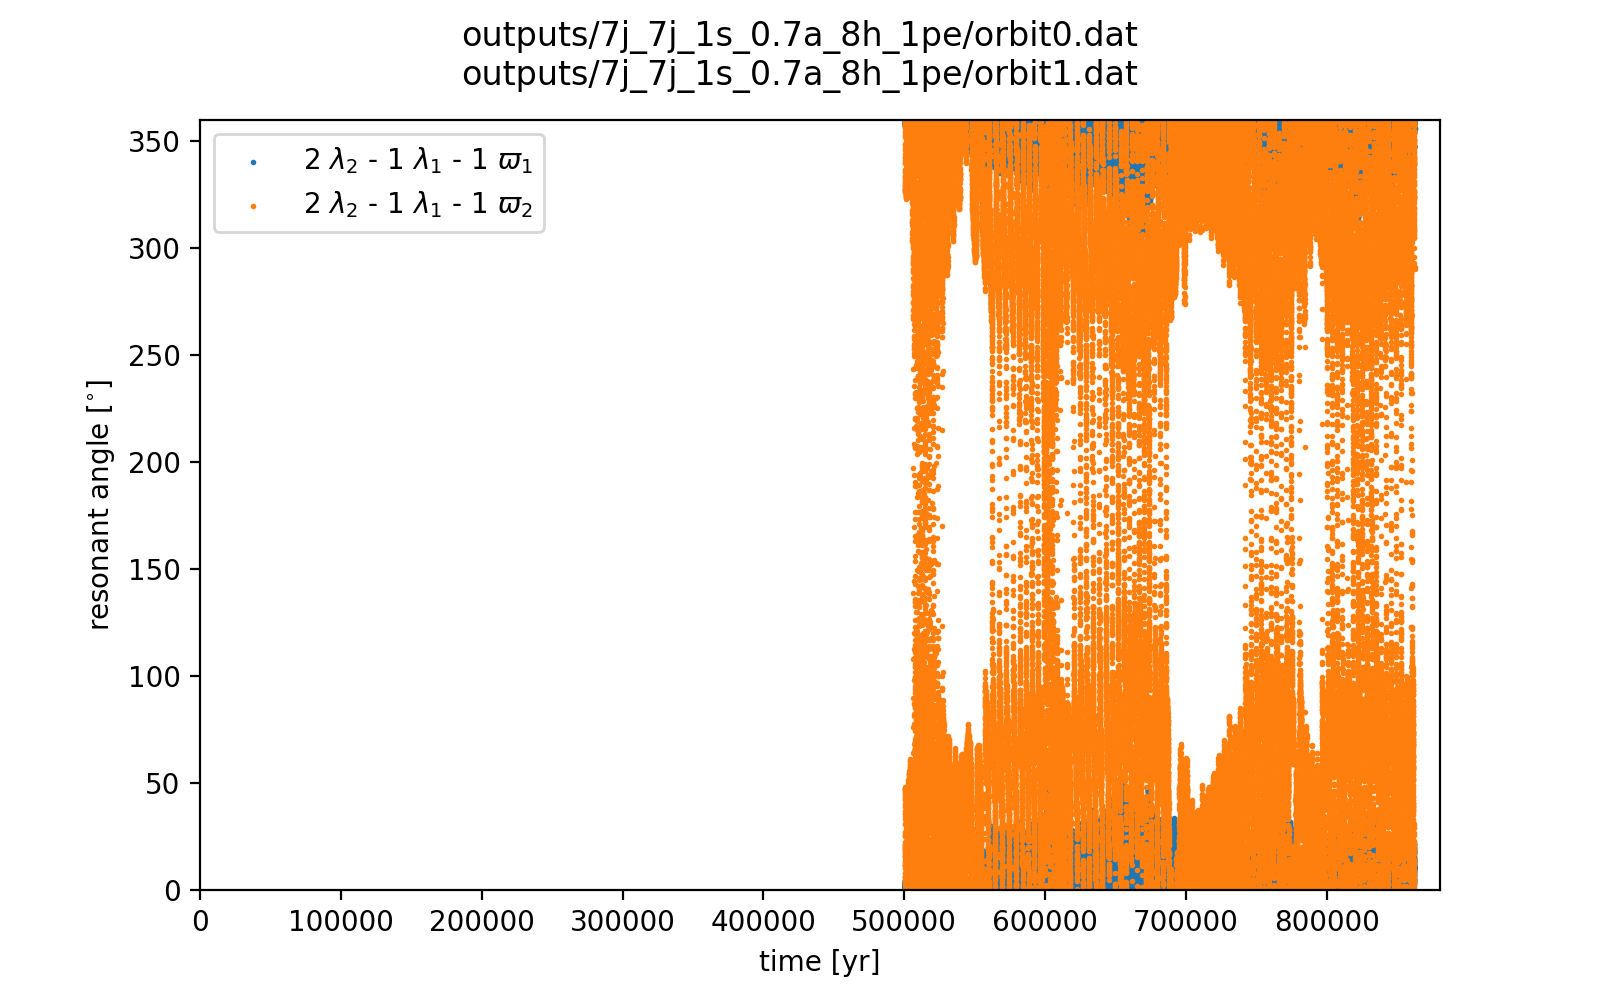 outputs/7j_7j_1s_0.7a_8h_1pe/orbit0.dat
outputs/7j_7j_1s_0.7a_8h_1pe/orbit1.dat
2 λ₂ - 1 λ₁ - 1 ϖ₁
2 λ₂ - 1 λ₁ - 1 ϖ₂
350
300
250
200
150
100
50
0
resonant angle [°]
0 100000 200000 300000 400000 500000 600000 700000 800000
time [yr]